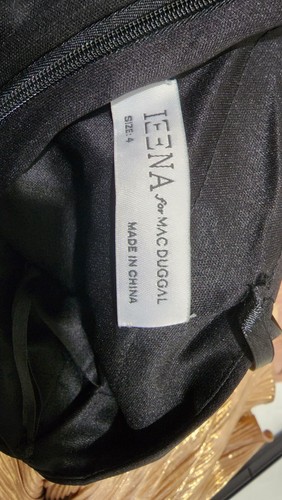 IEENA
for MAC DUGGAL
SIZE: 4
MADE IN CHINA